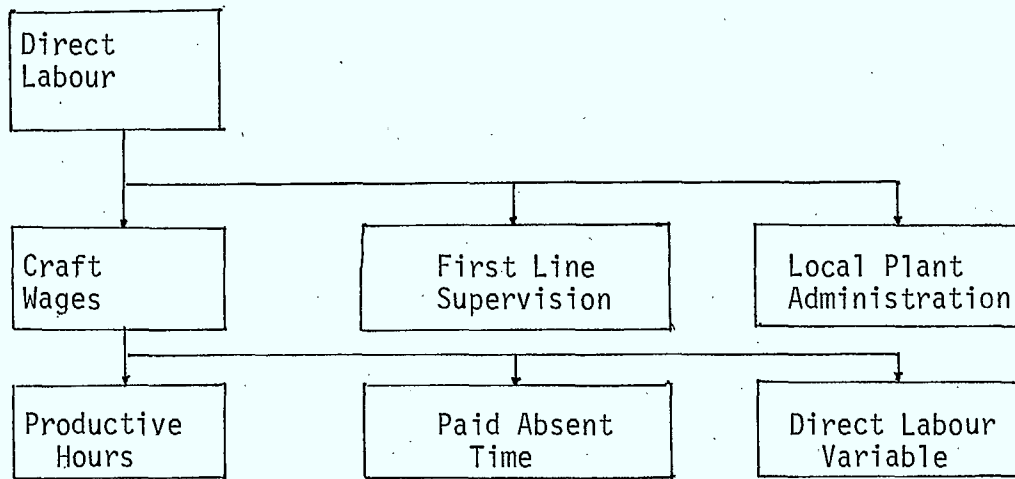 Direct
Labour
Craft
Wages
First Line
Supervision
Local Plant
Administration
Productive
Hours
Paid Absent
Time
Direct Labour
Variable